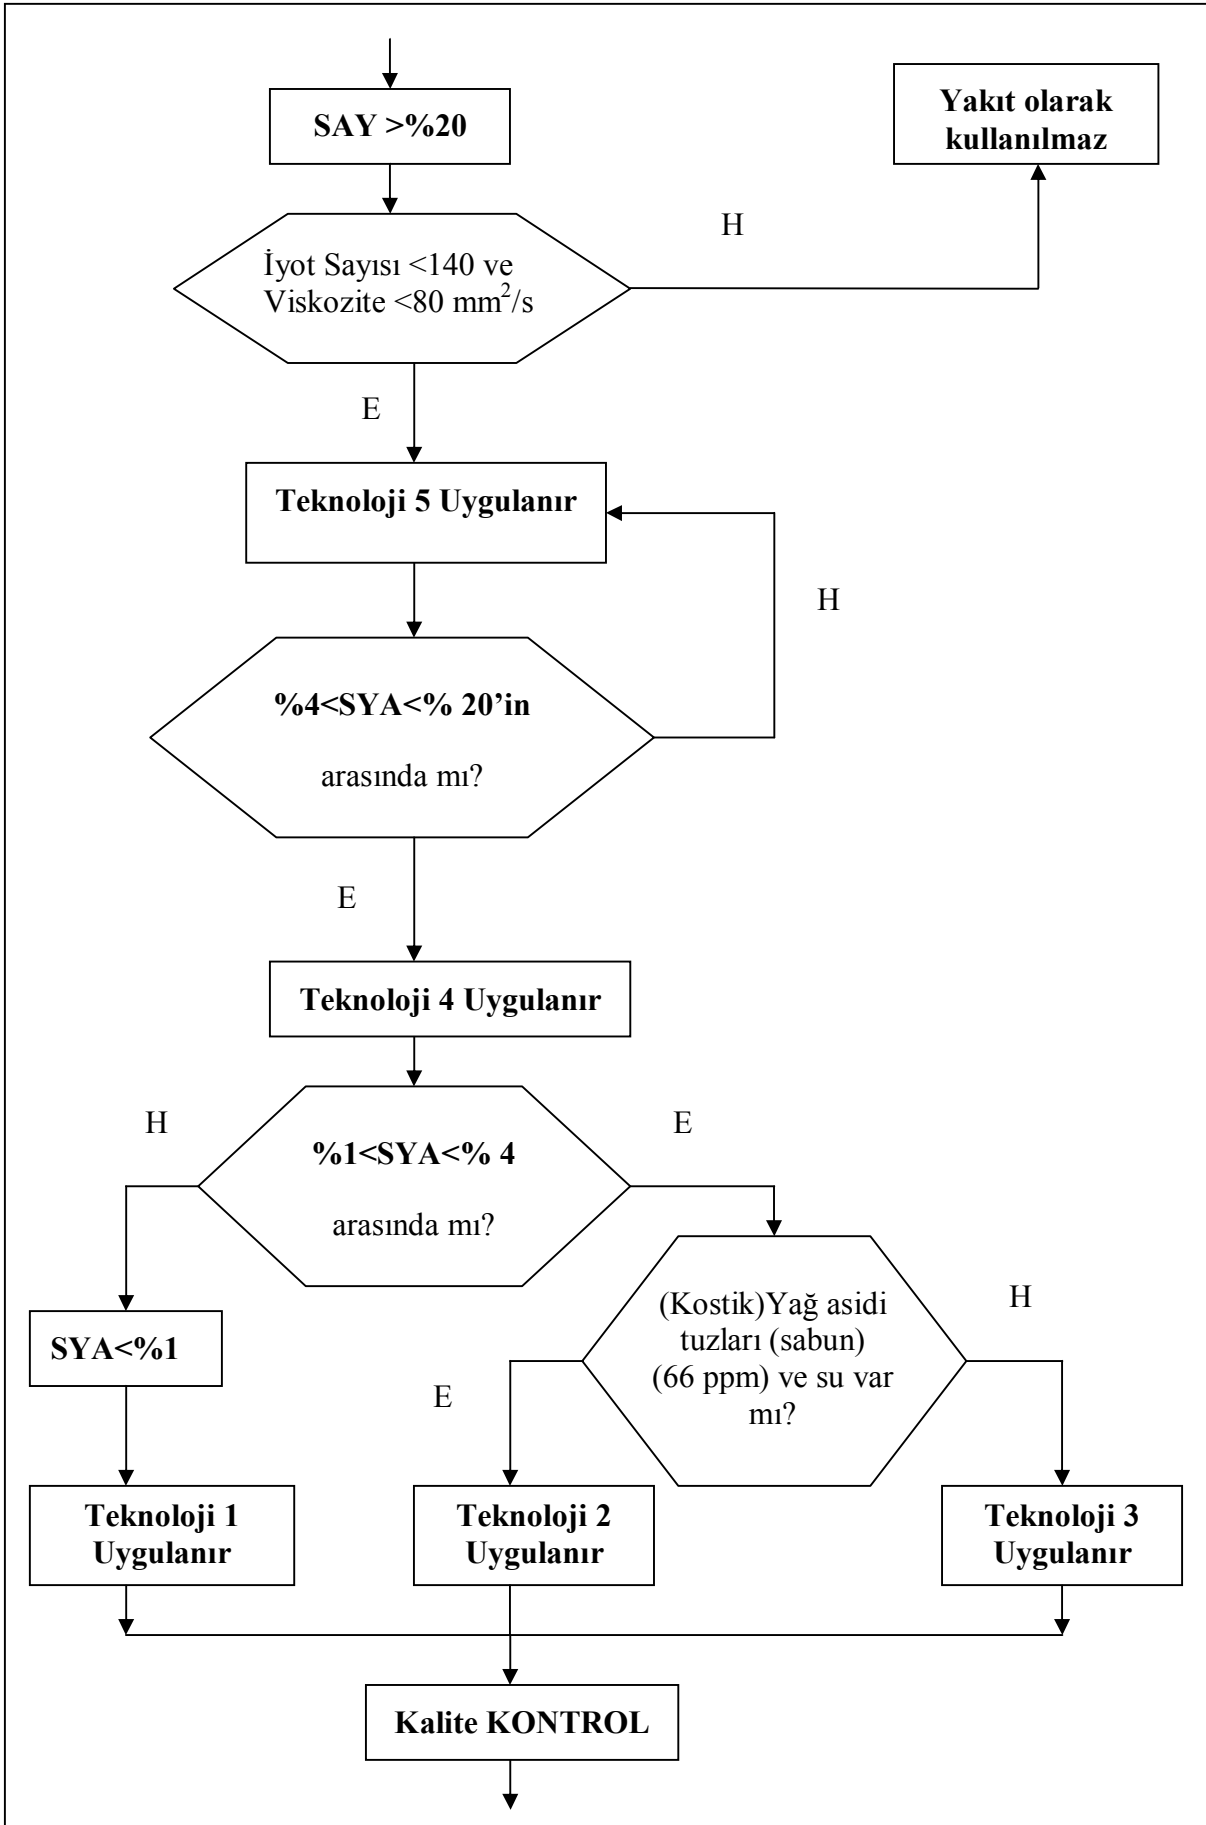 SAY >%20
Yakıt olarak
kullanılmaz
H
İyot Sayısı <140 ve
Viskozite <80 mm²/s
E
Teknoloji 5 Uygulanır
H
%4<SYA<% 20’in
arasında mı?
E
Teknoloji 4 Uygulanır
H
E
%1<SYA<% 4
arasında mı?
(Kostik)Yağ asidi
tuzları (sabun)
(66 ppm) ve su var
mı?
H
SYA<%1
E
Teknoloji 1
Uygulanır
Teknoloji 2
Uygulanır
Teknoloji 3
Uygulanır
Kalite KONTROL